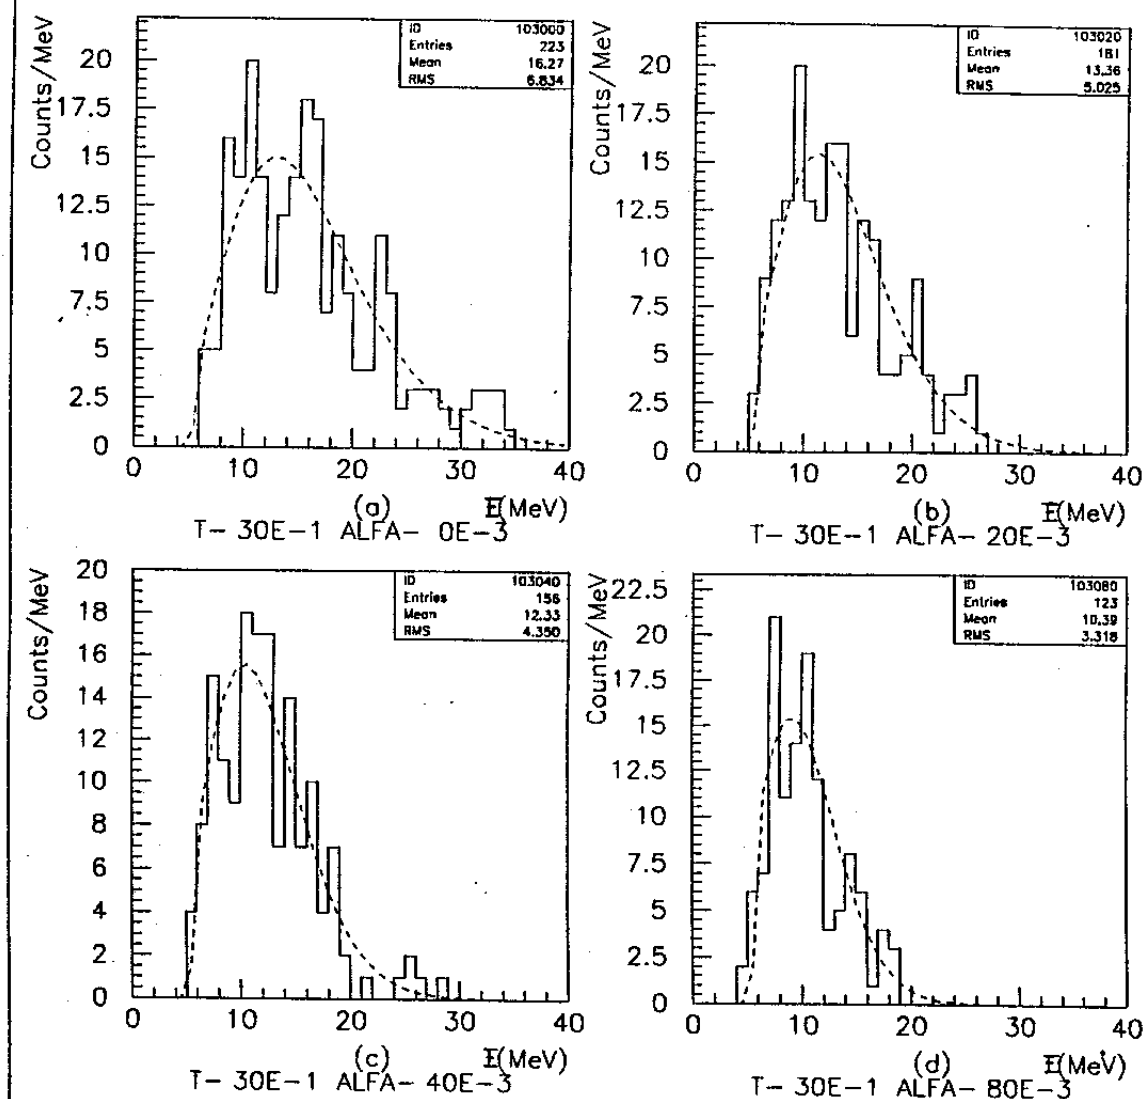 Counts/MeV
20
17.5
15
12.5
10
7.5
5
2.5
0
ID 103000
Entries 223
Mean 16.27
RMS 6.834
0 10 20 30 40
(a) E(MeV)
T- 30E-1 ALFA- 0E-3
Counts/MeV
20
17.5
15
12.5
10
7.5
5
2.5
0
ID 103020
Entries 181
Mean 13.36
RMS 5.025
0 10 20 30 40
(b) E(MeV)
T- 30E-1 ALFA- 20E-3
Counts/MeV
20
18
16
14
12
10
8
6
4
2
0
ID 103040
Entries 156
Mean 12.33
RMS 4.350
0 10 20 30 40
(c) E(MeV)
T- 30E-1 ALFA- 40E-3
Counts/MeV
22.5
20
17.5
15
12.5
10
7.5
5
2.5
0
ID 103080
Entries 123
Mean 10.39
RMS 3.318
0 10 20 30 40
(d) E(MeV)
T- 30E-1 ALFA- 80E-3